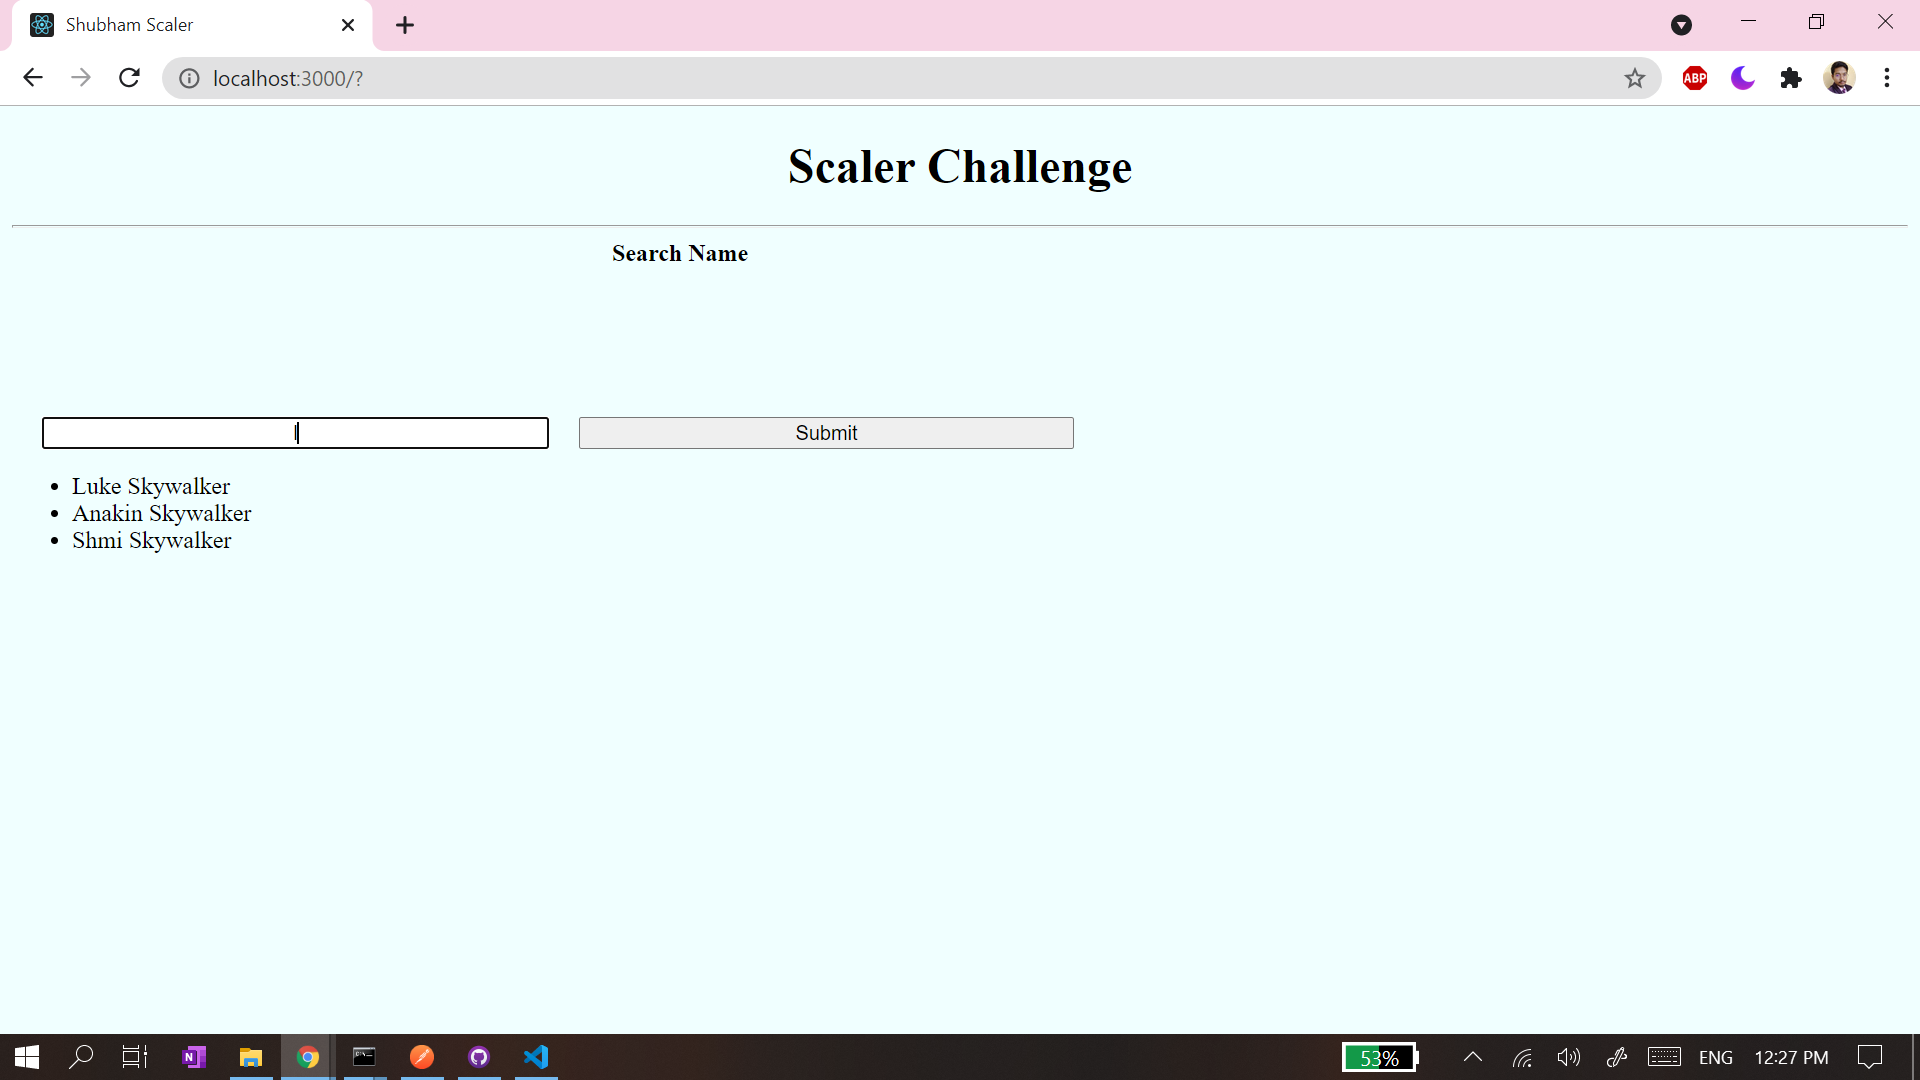 Shubham Scaler
localhost:3000/?
ABP
Scaler Challenge
Search Name
l
Submit
Luke Skywalker
Anakin Skywalker
Shmi Skywalker
N
53%
ENG
12:27 PM